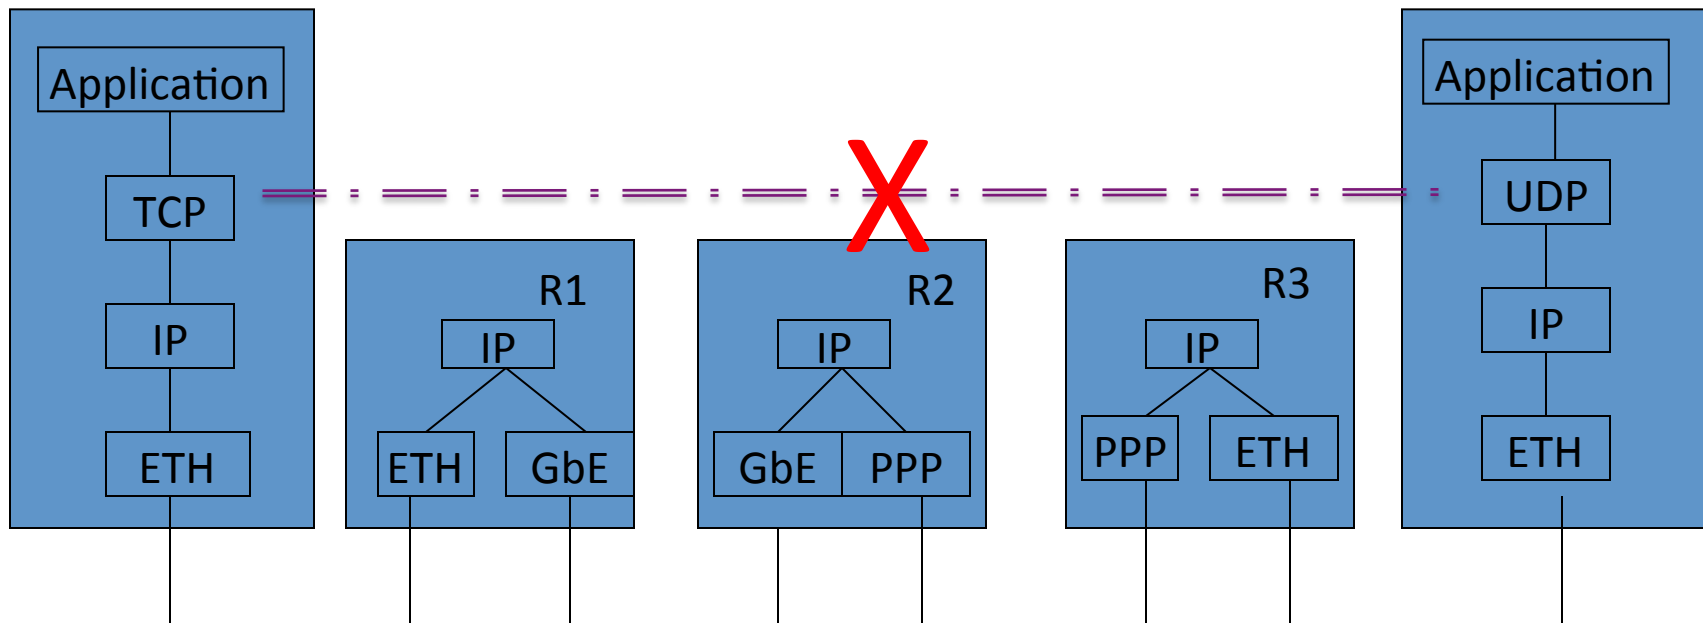 Application
TCP
IP
ETH
R1
IP
ETH GbE
X
R2
IP
GbE PPP
R3
IP
PPP ETH
Application
UDP
IP
ETH